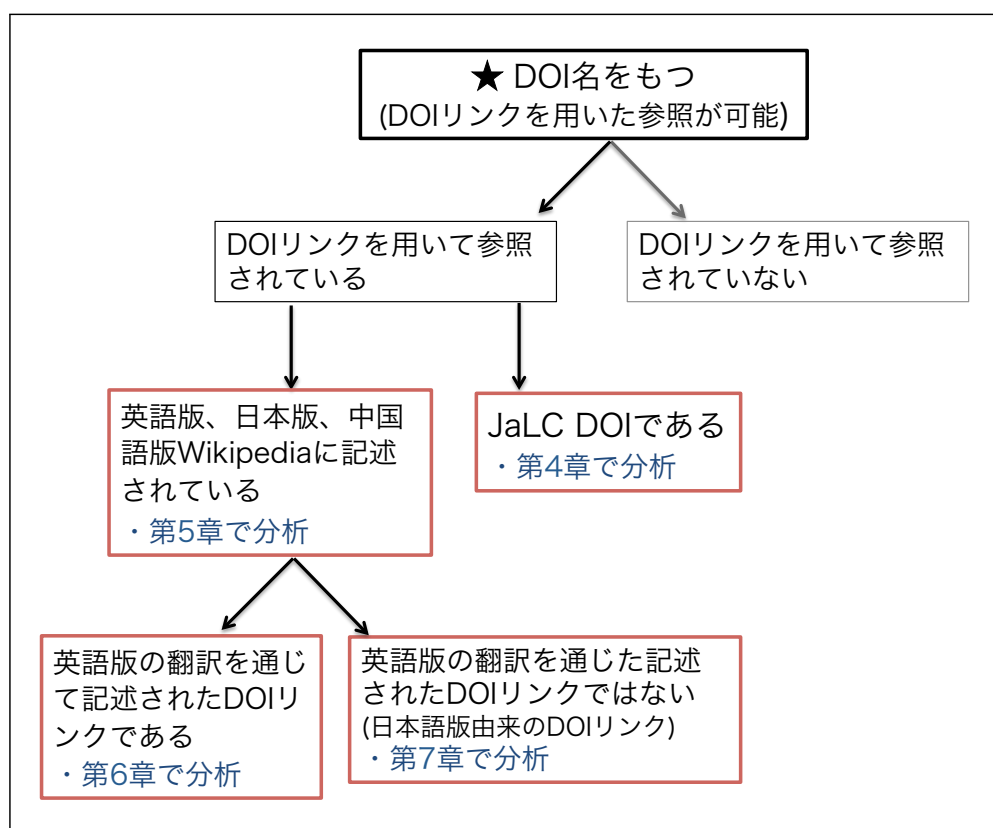 ★ DOI名をもつ
(DOIリンクを用いた参照が可能)
DOIリンクを用いて参照
されている
DOIリンクを用いて参照
されていない
英語版、日本版、中国
語版Wikipediaに記述
されている
・第5章で分析
JaLC DOIである
・第4章で分析
英語版の翻訳を通じ
て記述されたDOIリ
ンクである
・第6章で分析
英語版の翻訳を通じた記述
されたDOIリンクではない
(日本語版由来のDOIリンク)
・第7章で分析